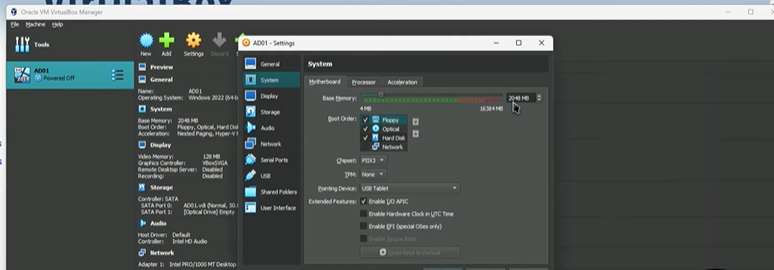 Oracle VM VirtualBox Manager
File Machine Help
Tools
AD01
Powered Off
New Add Settings Discard
Preview
General
Name: AD01
Operating System: Windows 2022 (64-b
System
Base Memory: 2048 MB
Boot Order: Floppy, Optical, Hard Disk
Acceleration: Nested Paging, Hyper-V
Display
Video Memory: 128 MB
Graphics Controller: VBoxSVGA
Remote Desktop Server: Disabled
Recording: Disabled
Storage
Controller: SATA
SATA Port 0: AD01.vdi (Normal, 50.
SATA Port 1: [Optical Drive] Empty
Audio
Host Driver: Default
Controller: Intel HD Audio
Network
Adapter 1: Intel PRO/1000 MT Desktop
AD01 - Settings
General
System
Display
Storage
Audio
Network
Serial Ports
USB
Shared Folders
User Interface
System
Motherboard Processor Acceleration
Base Memory: 2048 MB
4 MB 16384 MB
Boot Order: Floppy
Optical
Hard Disk
Network
Chipset: PIIX3
TPM: None
Pointing Device: USB Tablet
Extended Features: Enable I/O APIC
Enable Hardware Clock in UTC Time
Enable EFI (special OSes only)
Enable Secure Boot
Reset Keys to Default